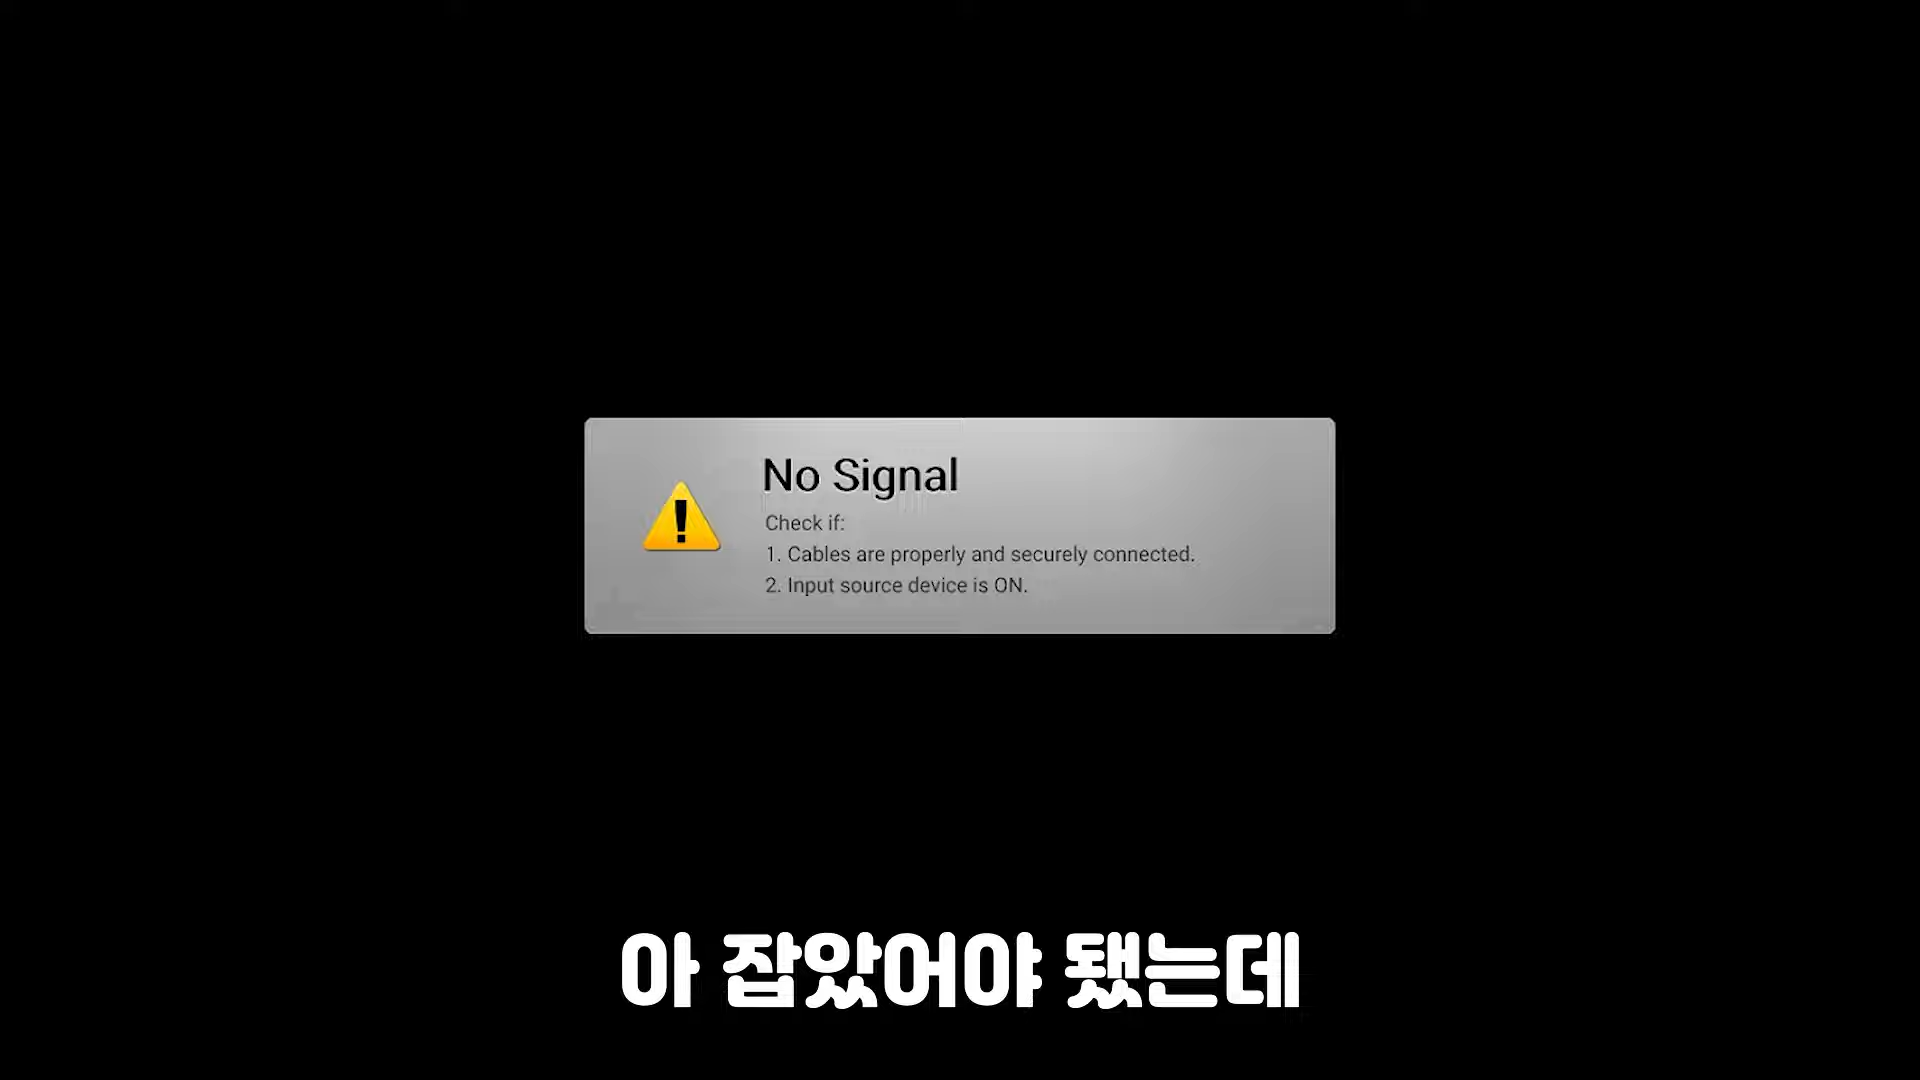 No Signal
Check if:
1. Cables are properly and securely connected.
2. Input source device is ON.
아 잡았어야 됐는데